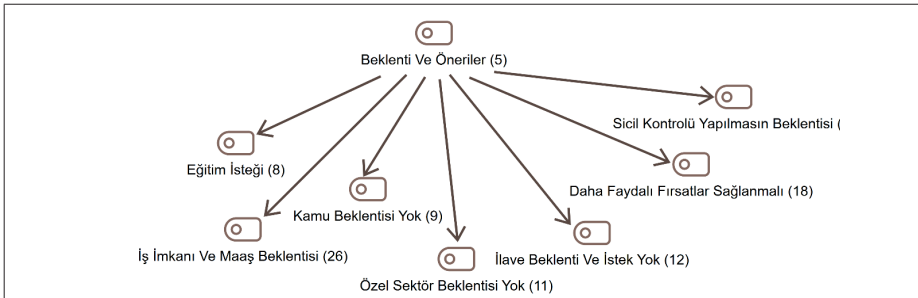 Beklenti Ve Öneriler (5)
Sicil Kontrolü Yapılmasın Beklentisi (
Eğitim İsteği (8)
Daha Faydalı Fırsatlar Sağlanmalı (18)
Kamu Beklentisi Yok (9)
İş İmkanı Ve Maaş Beklentisi (26)
İlave Beklenti Ve İstek Yok (12)
Özel Sektör Beklentisi Yok (11)